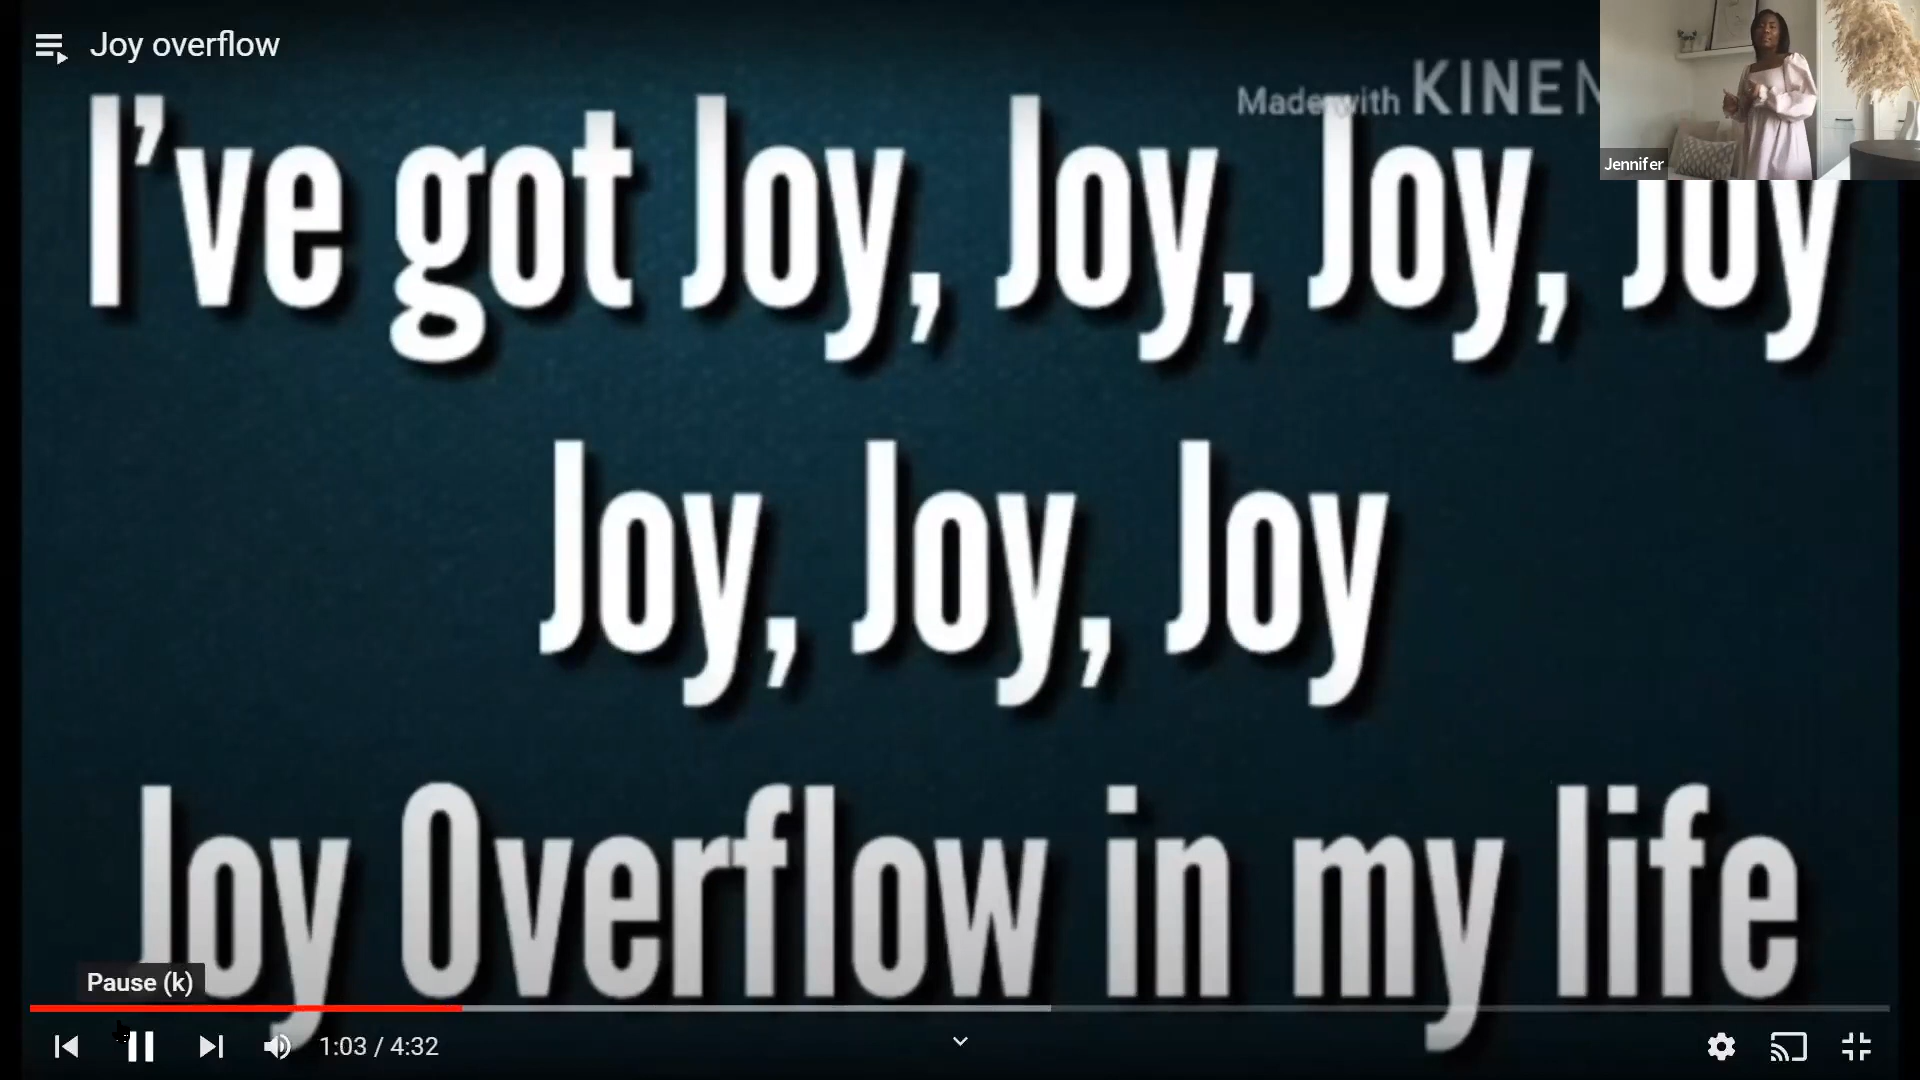 Joy overflow
Made with KINE
Jennifer
I've got Joy, Joy, Joy, Joy
Joy, Joy, Joy
Joy Overflow in my life
Pause (k)
1:03 / 4:32